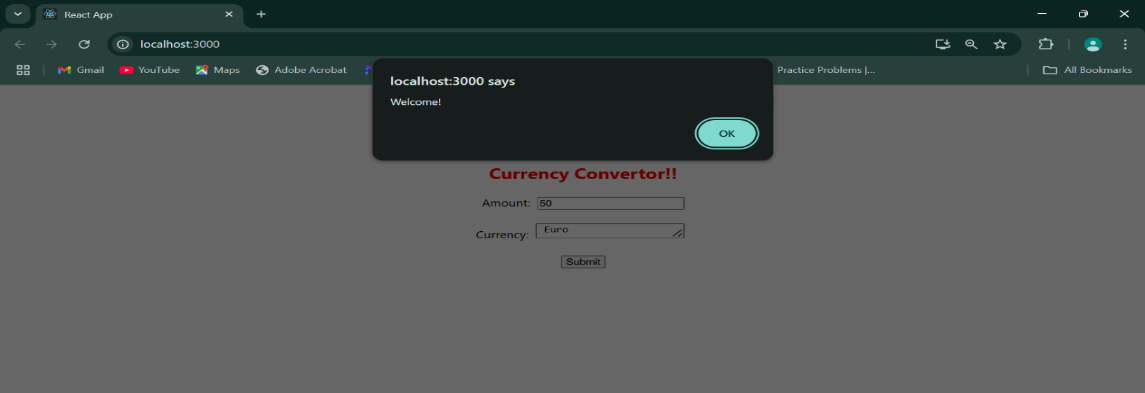 React App
localhost:3000
Gmail
YouTube
Maps
Adobe Acrobat
Practice Problems |...
All Bookmarks
localhost:3000 says
Welcome!
OK
Currency Convertor!!
Amount: 50
Currency: Euro
Submit